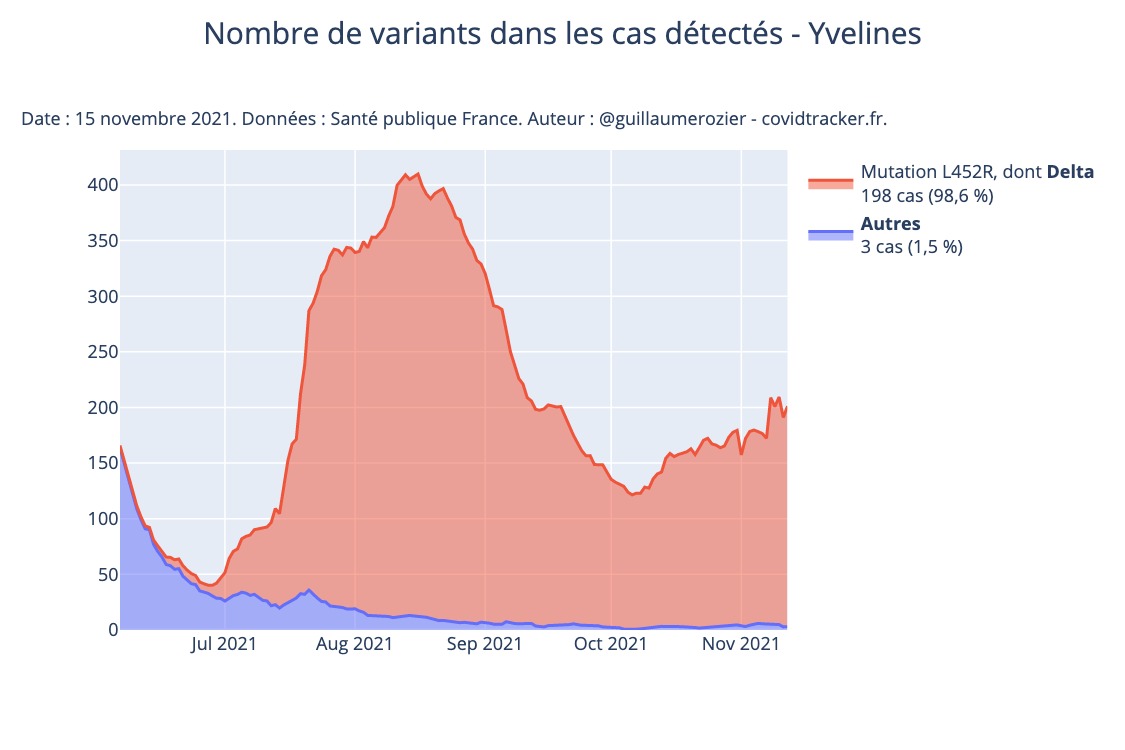 Nombre de variants dans les cas détectés - Yvelines
Date : 15 novembre 2021. Données : Santé publique France. Auteur : @guillaumerozier - covidtracker.fr.
Mutation L452R, dont Delta
198 cas (98,6 %)
Autres
3 cas (1,5 %)
400
350
300
250
200
150
100
50
0
Jul 2021
Aug 2021
Sep 2021
Oct 2021
Nov 2021